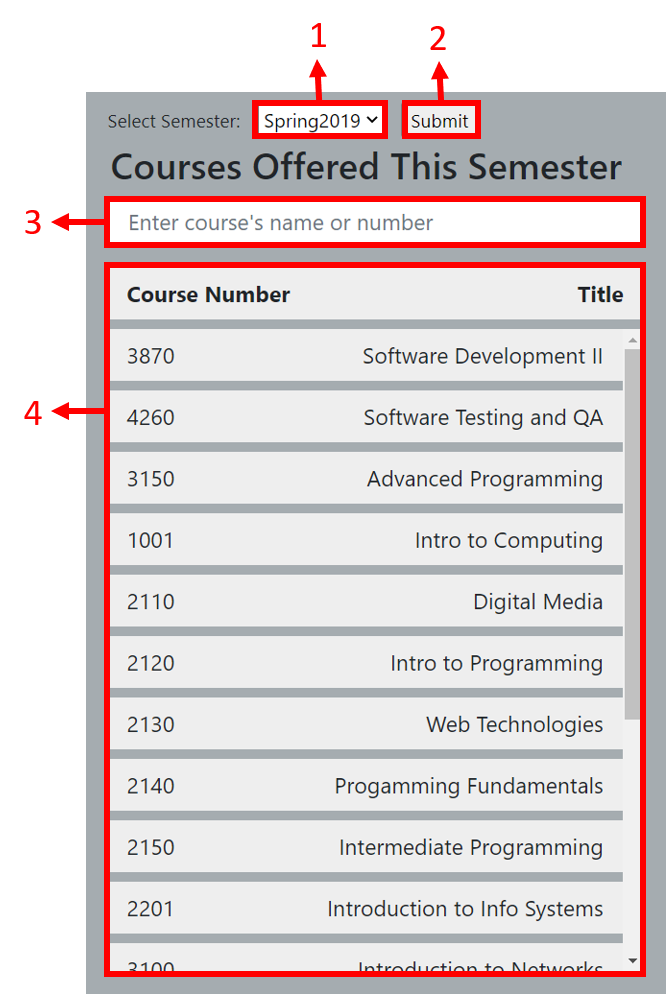 1 2
Select Semester: Spring2019 Submit
Courses Offered This Semester
3 Enter course's name or number
Course Number Title
3870 Software Development II
4 4260 Software Testing and QA
3150 Advanced Programming
1001 Intro to Computing
2110 Digital Media
2120 Intro to Programming
2130 Web Technologies
2140 Progamming Fundamentals
2150 Intermediate Programming
2201 Introduction to Info Systems
3100 Introduction to Networks